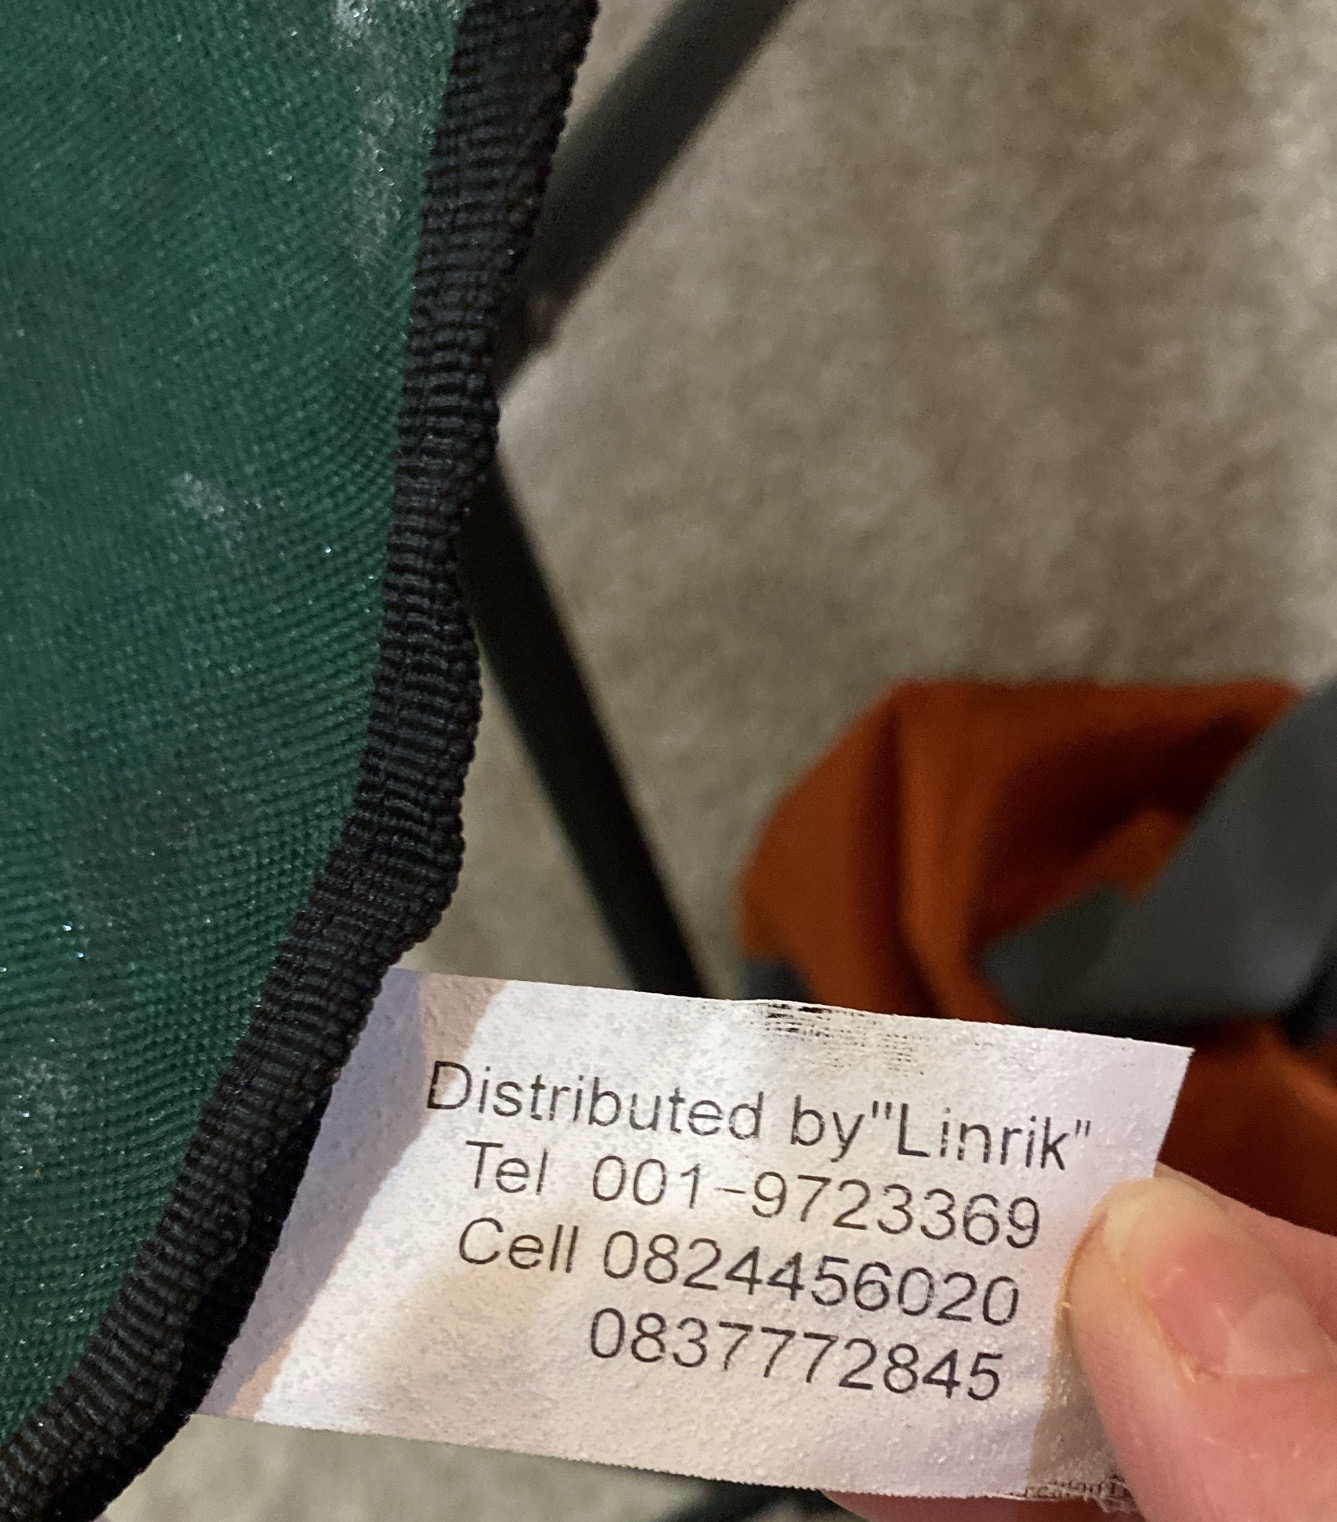 Distributed by"Linrik"
Tel 001-9723369
Cell 0824456020
0837772845